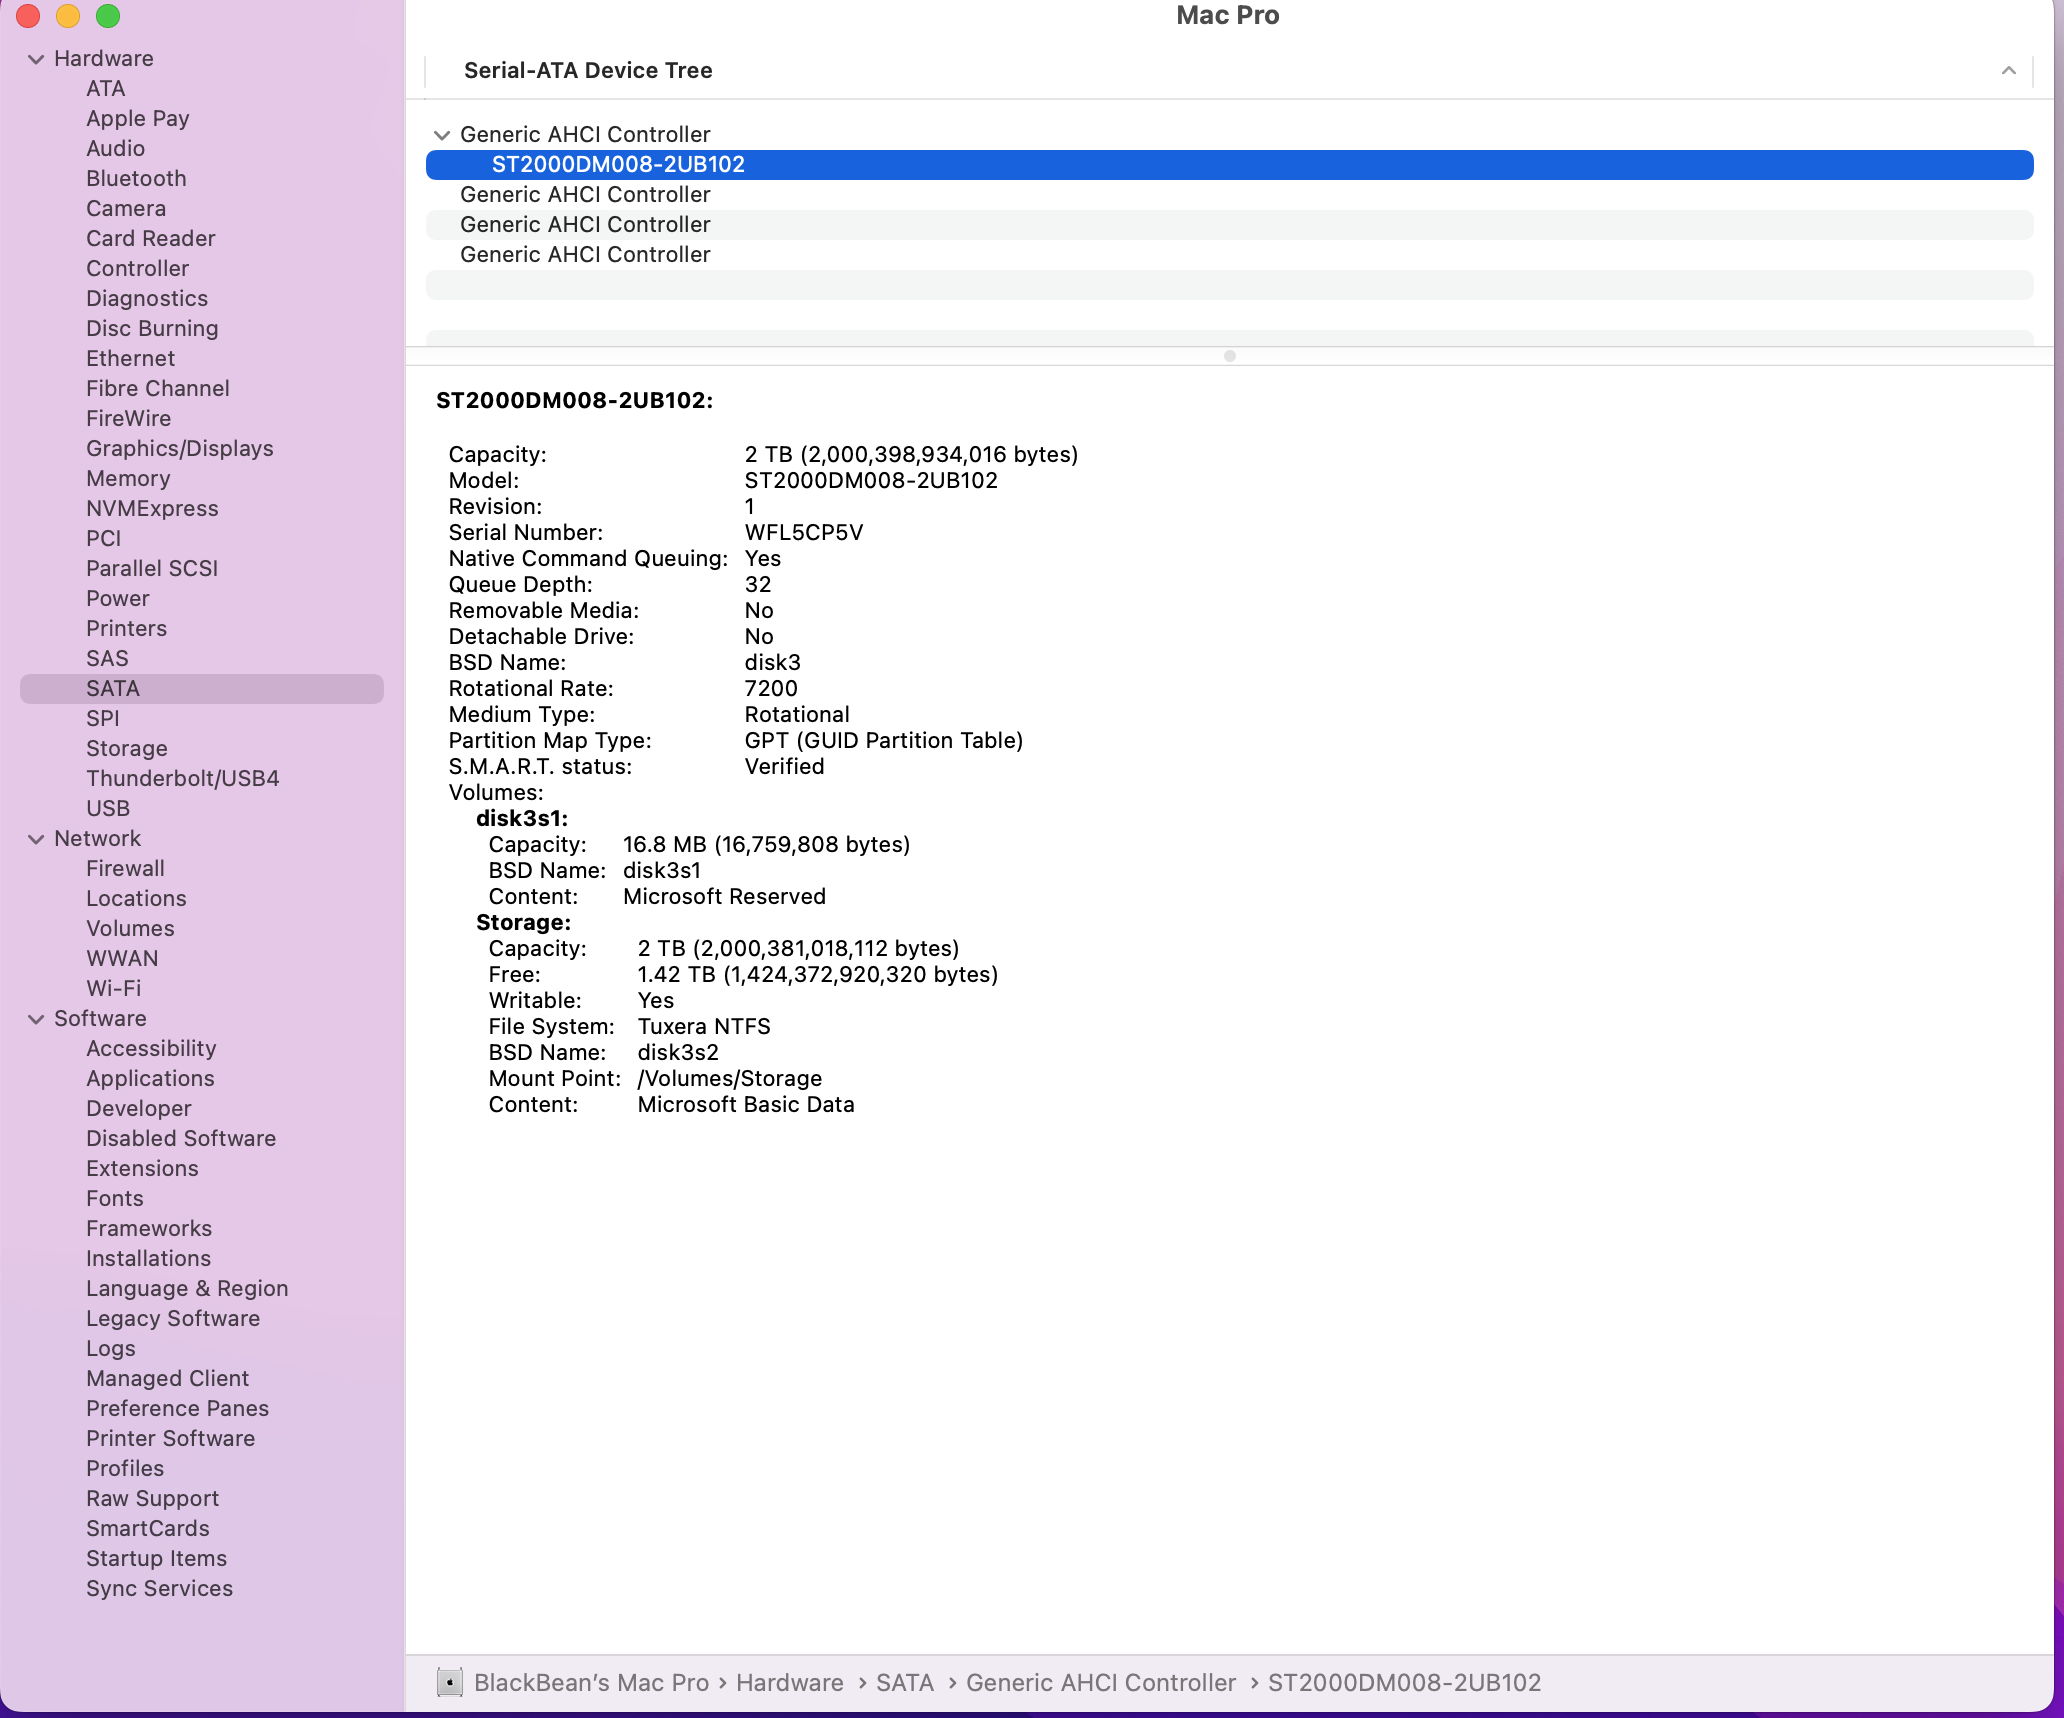 Mac Pro
Hardware
ATA
Apple Pay
Audio
Bluetooth
Camera
Card Reader
Controller
Diagnostics
Disc Burning
Ethernet
Fibre Channel
FireWire
Graphics/Displays
Memory
NVMExpress
PCI
Parallel SCSI
Power
Printers
SAS
SATA
SPI
Storage
Thunderbolt/USB4
USB
Network
Firewall
Locations
Volumes
WWAN
Wi-Fi
Software
Accessibility
Applications
Developer
Disabled Software
Extensions
Fonts
Frameworks
Installations
Language & Region
Legacy Software
Logs
Managed Client
Preference Panes
Printer Software
Profiles
Raw Support
SmartCards
Startup Items
Sync Services
Serial-ATA Device Tree
Generic AHCI Controller
ST2000DM008-2UB102
Generic AHCI Controller
Generic AHCI Controller
Generic AHCI Controller
ST2000DM008-2UB102:
Capacity: 2 TB (2,000,398,934,016 bytes)
Model: ST2000DM008-2UB102
Revision: 1
Serial Number: WFL5CP5V
Native Command Queuing: Yes
Queue Depth: 32
Removable Media: No
Detachable Drive: No
BSD Name: disk3
Rotational Rate: 7200
Medium Type: Rotational
Partition Map Type: GPT (GUID Partition Table)
S.M.A.R.T. status: Verified
Volumes:
disk3s1:
Capacity: 16.8 MB (16,759,808 bytes)
BSD Name: disk3s1
Content: Microsoft Reserved
Storage:
Capacity: 2 TB (2,000,381,018,112 bytes)
Free: 1.42 TB (1,424,372,920,320 bytes)
Writable: Yes
File System: Tuxera NTFS
BSD Name: disk3s2
Mount Point: /Volumes/Storage
Content: Microsoft Basic Data
BlackBean’s Mac Pro › Hardware › SATA › Generic AHCI Controller › ST2000DM008-2UB102